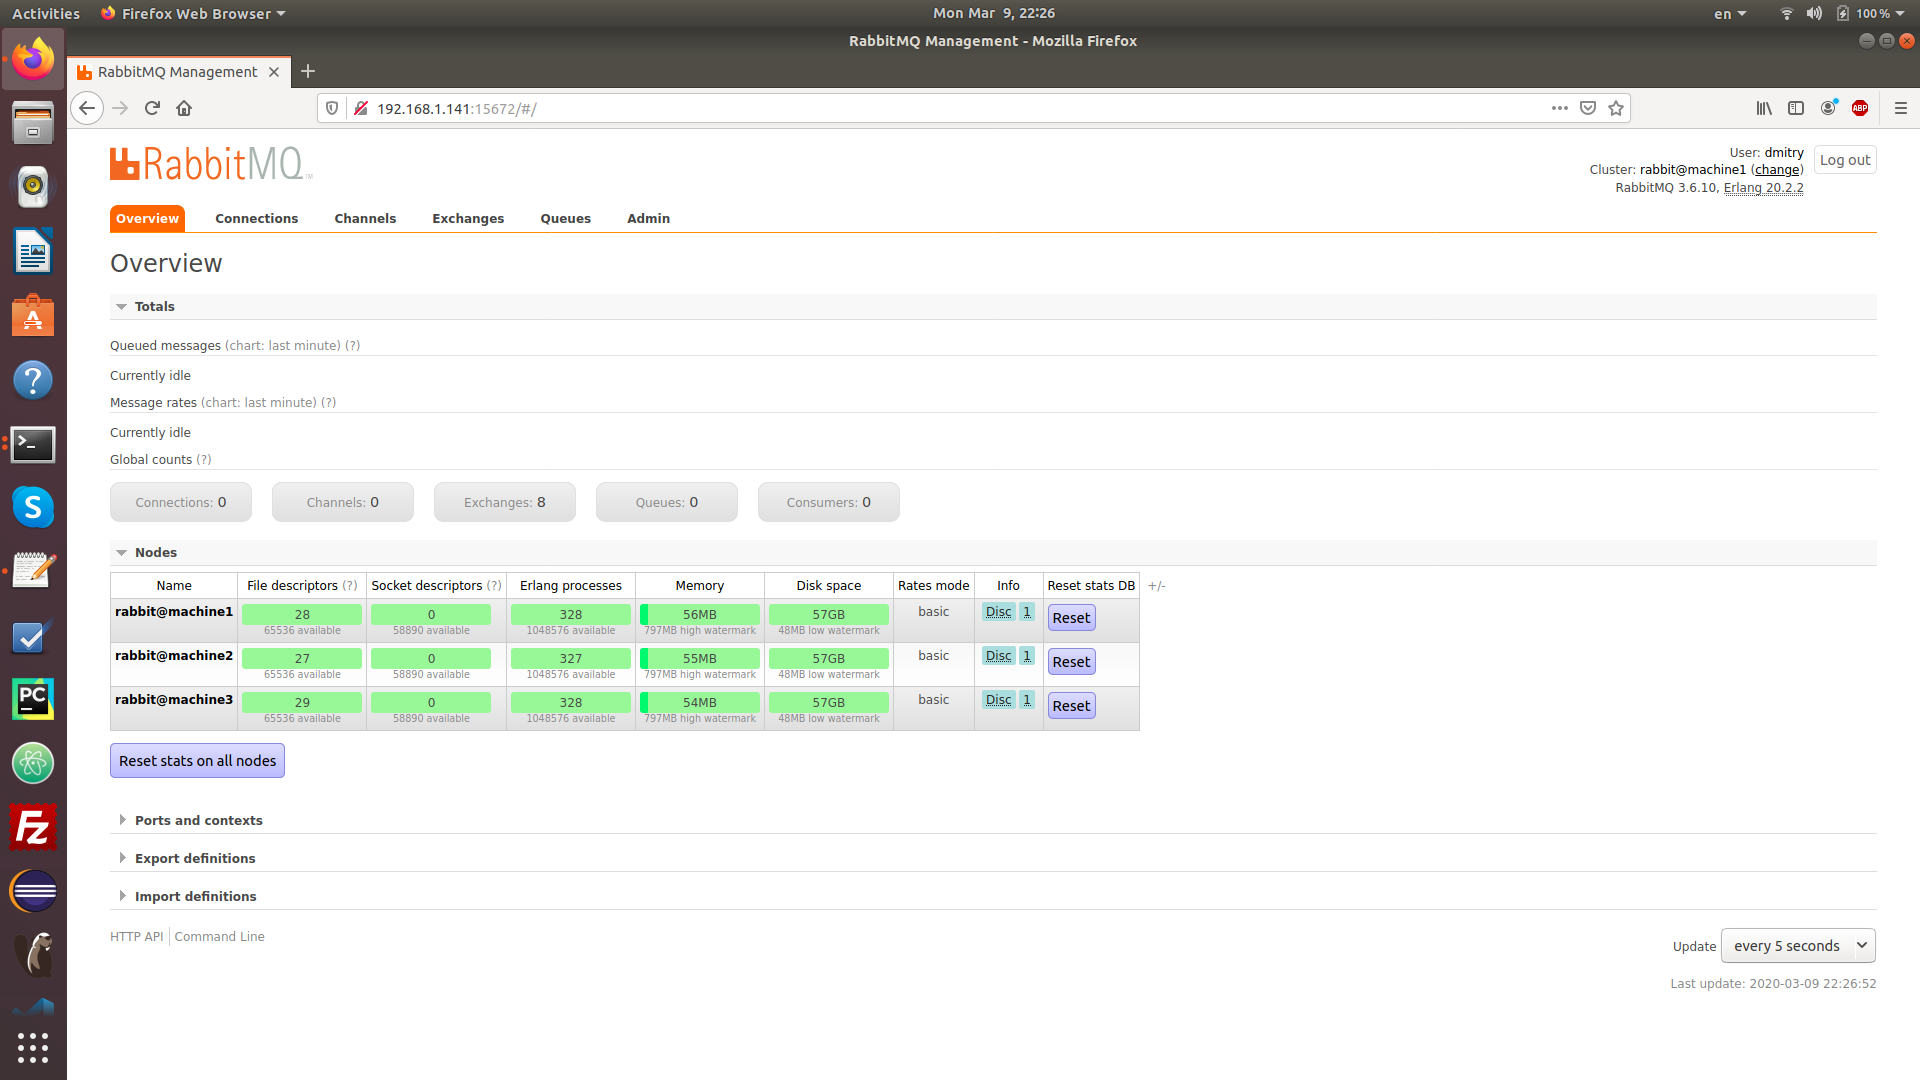 Activities Firefox Web Browser Mon Mar 9, 22:26 en 100 %
RabbitMQ Management - Mozilla Firefox
RabbitMQ Management
192.168.1.141:15672/#/
ABP
RabbitMQ TM
User: dmitry
Log out
Cluster: rabbit@machine1 (change)
RabbitMQ 3.6.10, Erlang 20.2.2
Overview Connections Channels Exchanges Queues Admin
Overview
Totals
Queued messages (chart: last minute) (?)
Currently idle
Message rates (chart: last minute) (?)
Currently idle
Global counts (?)
Connections: 0 Channels: 0 Exchanges: 8 Queues: 0 Consumers: 0
Nodes
Name File descriptors (?) Socket descriptors (?) Erlang processes Memory Disk space Rates mode Info Reset stats DB +/-
rabbit@machine1 28 0 328 56MB 57GB basic Disc 1 Reset
65536 available 58890 available 1048576 available 797MB high watermark 48MB low watermark
rabbit@machine2 27 0 327 55MB 57GB basic Disc 1 Reset
65536 available 58890 available 1048576 available 797MB high watermark 48MB low watermark
rabbit@machine3 29 0 328 54MB 57GB basic Disc 1 Reset
65536 available 58890 available 1048576 available 797MB high watermark 48MB low watermark
Reset stats on all nodes
Ports and contexts
Export definitions
Import definitions
HTTP API Command Line
Update every 5 seconds
Last update: 2020-03-09 22:26:52
PC
Fz